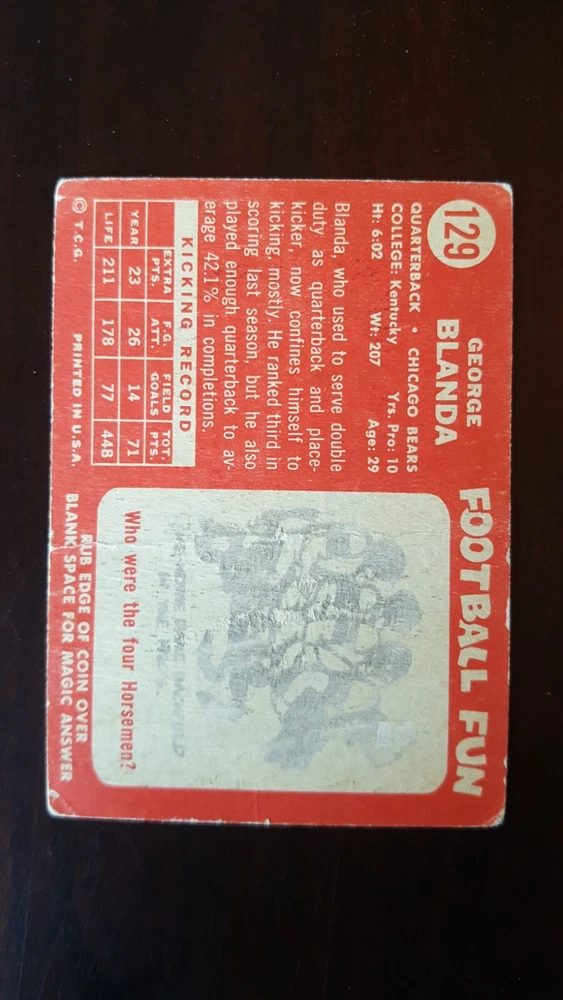 129
GEORGE
BLANDA
QUARTERBACK • CHICAGO BEARS
COLLEGE: Kentucky Yrs. Pro: 10
Ht: 6:02 Wt: 207 Age: 29
Blanda, who used to serve double
duty as quarterback and place-
kicker, now confines himself to
kicking, mostly. He ranked third in
scoring last season, but he also
played enough quarterback to av-
erage 42.1% in completions.
KICKING RECORD
EXTRA PTS. F.G. ATT. FIELD GOALS TOT. PTS.
YEAR 23 26 14 71
LIFE 211 178 77 448
© T.C.G. PRINTED IN U.S.A.
FOOTBALL FUN
Who were the four Horsemen?
RUB EDGE OF COIN OVER
BLANK SPACE FOR MAGIC ANSWER